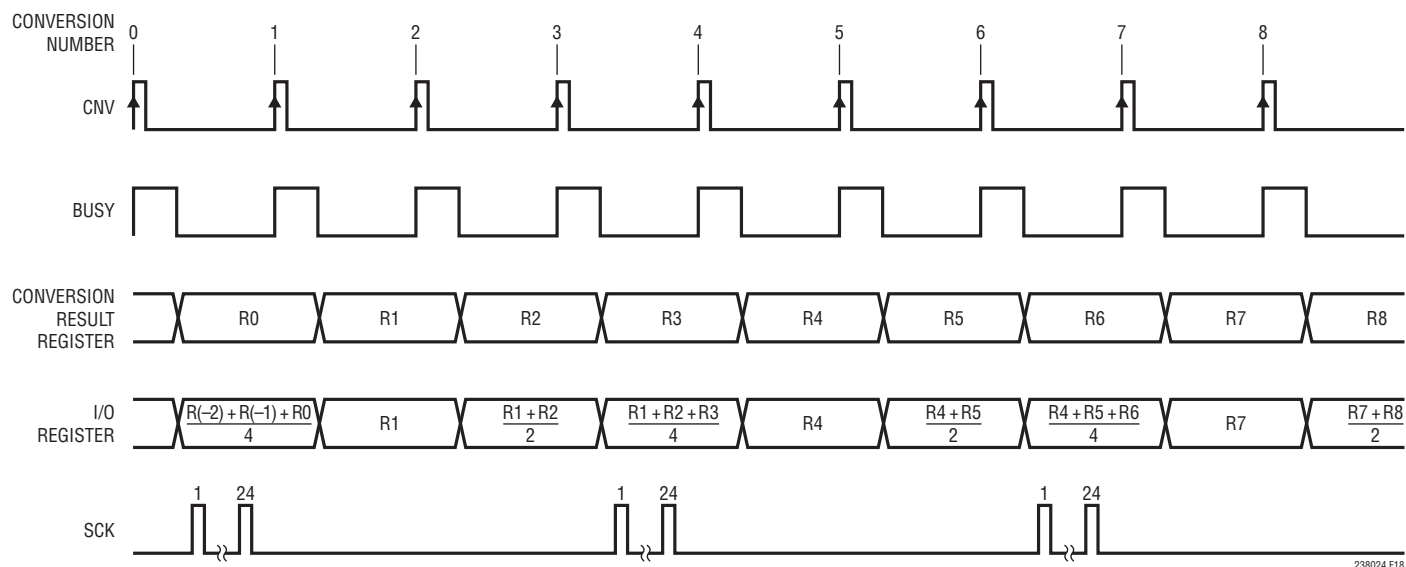 CONVERSION
NUMBER
0 1 2 3 4 5 6 7 8
CNV
BUSY
CONVERSION
RESULT
REGISTER
R0 R1 R2 R3 R4 R5 R6 R7 R8
I/O
REGISTER
R(–2) + R(–1) + R0
4
R1
R1 + R2
2
R1 + R2 + R3
4
R4
R4 + R5
2
R4 + R5 + R6
4
R7
R7 + R8
2
SCK
1 24 1 24 1 24
238024 F18